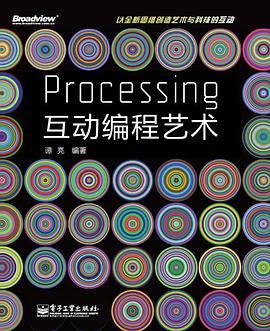 Broadview®
www.broadview.com.cn
以全新思维创造艺术与科技的互动
Processing
互动编程艺术
谭亮 编著
电子工业出版社
PUBLISHING HOUSE OF ELECTRONICS INDUSTRY